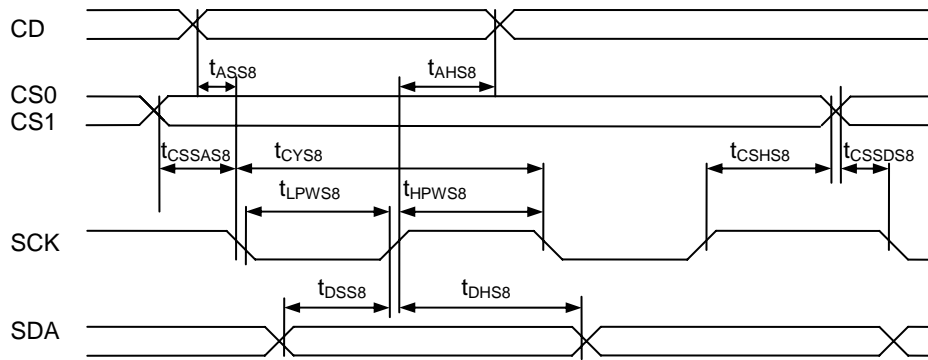 CD
tASS8
tAHS8
CS0
CS1
tCSSAS8
tCYS8
tCSHS8
tCSSDS8
tLPWS8
tHPWS8
SCK
tDSS8
tDHS8
SDA